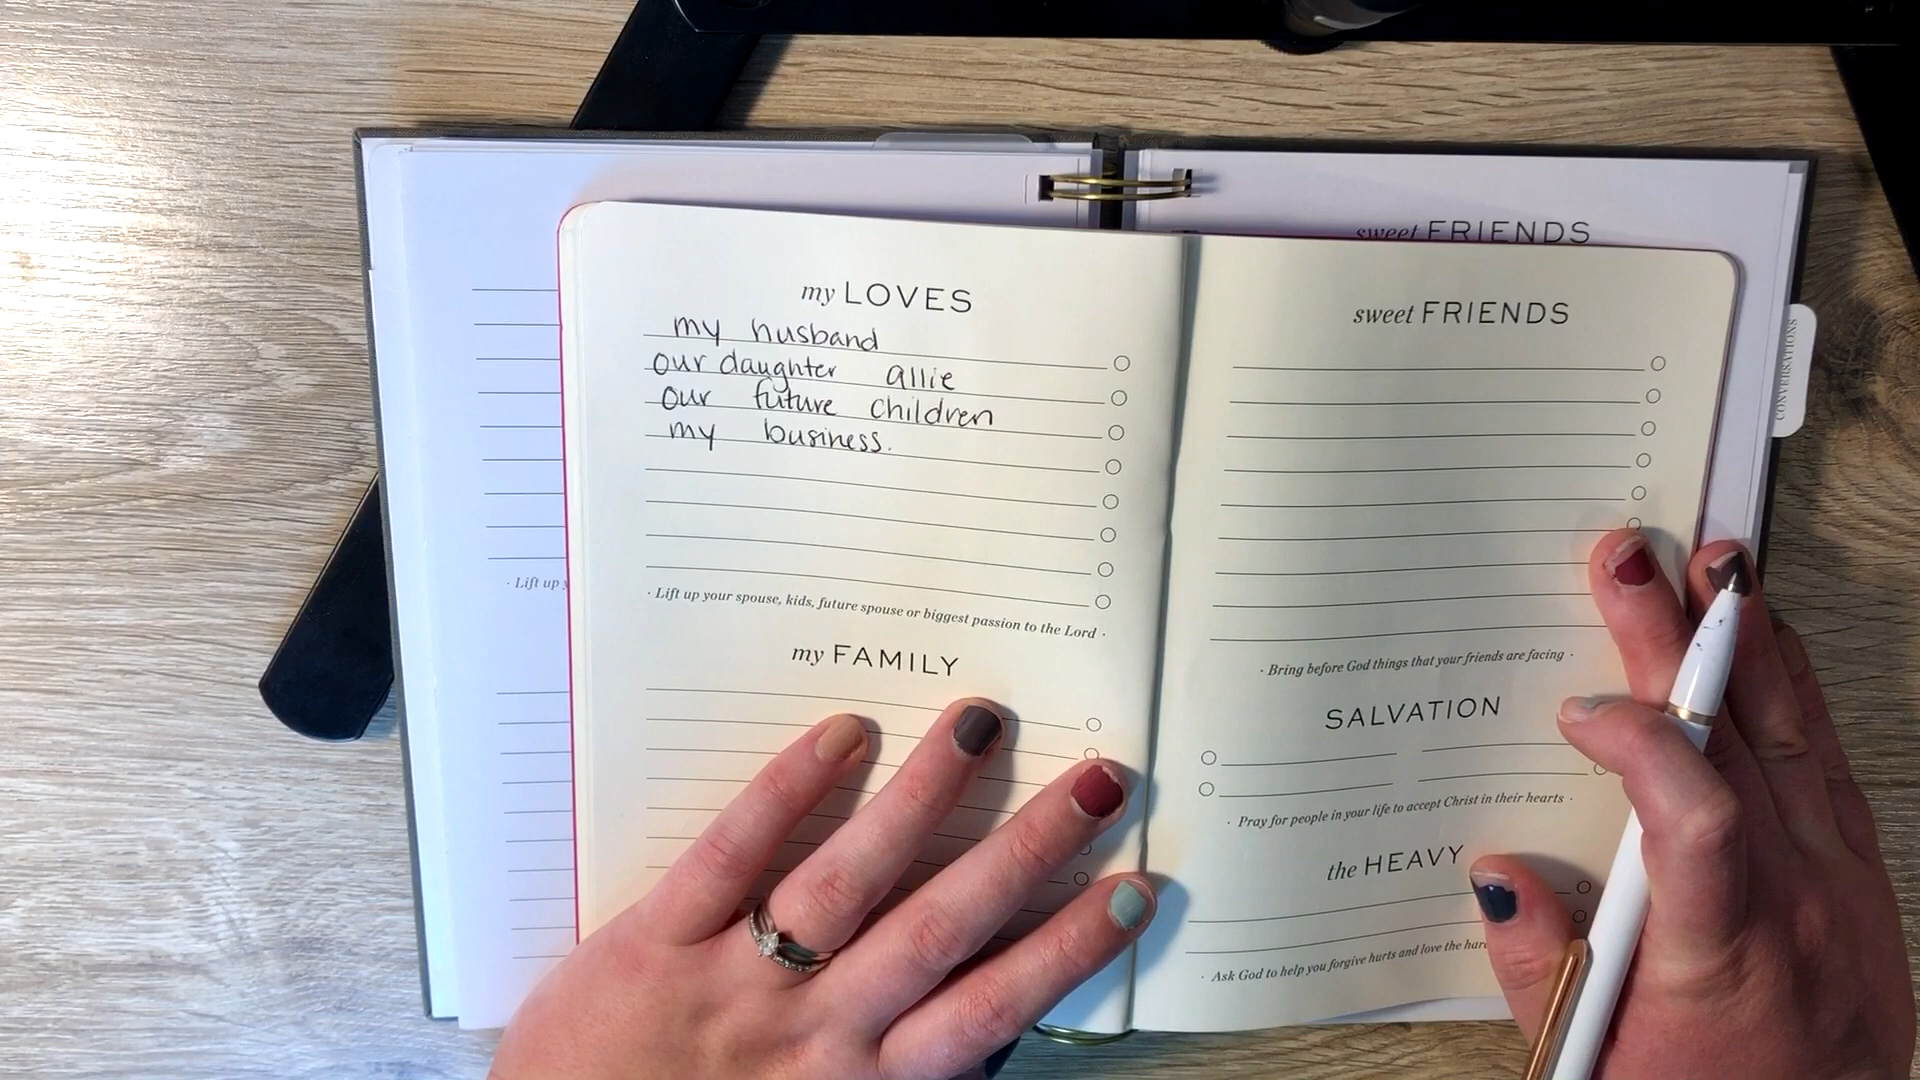 sweet FRIENDS
CONVERSATIONS
· Lift up
my LOVES
my husband
our daughter allie
our future children
my business.
· Lift up your spouse, kids, future spouse or biggest passion to the Lord ·
my FAMILY
sweet FRIENDS
· Bring before God things that your friends are facing ·
SALVATION
· Pray for people in your life to accept Christ in their hearts ·
the HEAVY
· Ask God to help you forgive hurts and love the